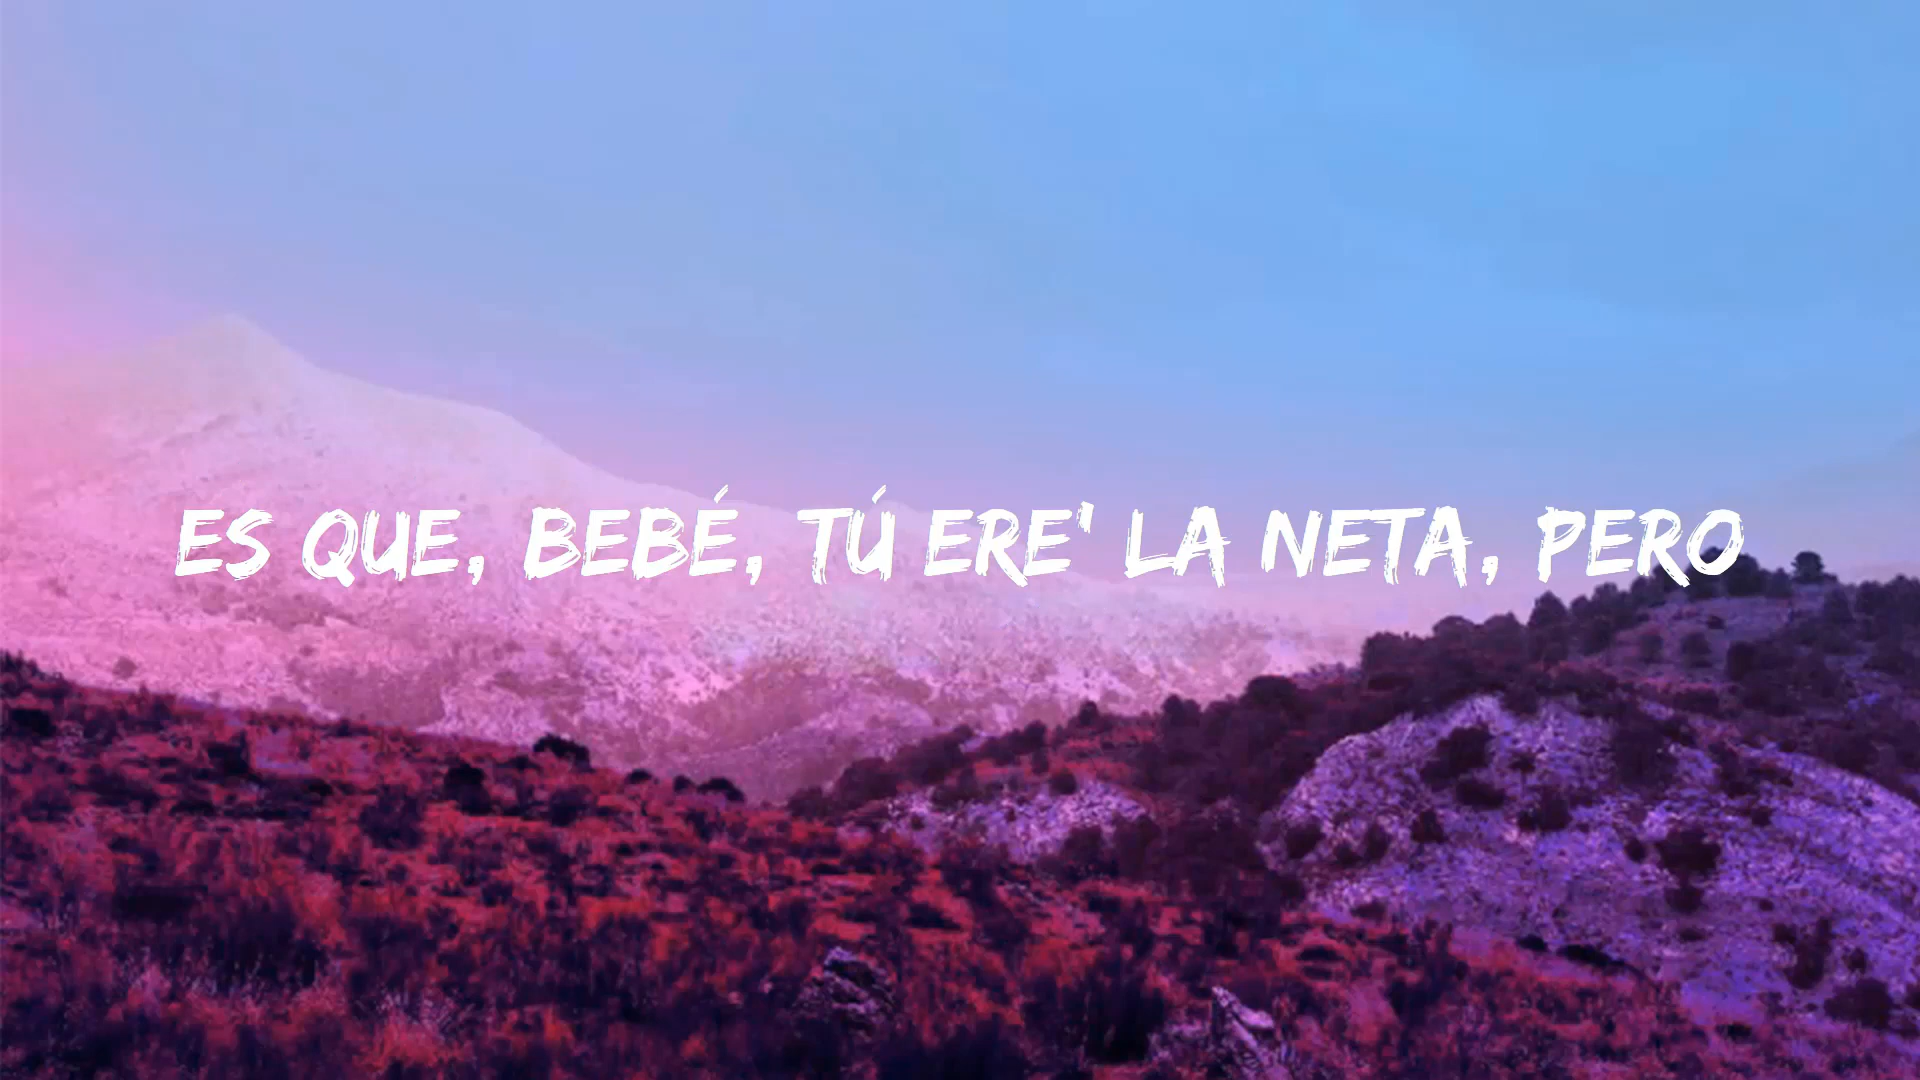 ES QUE, BEBÉ, TÚ ERE' LA NETA, PERO